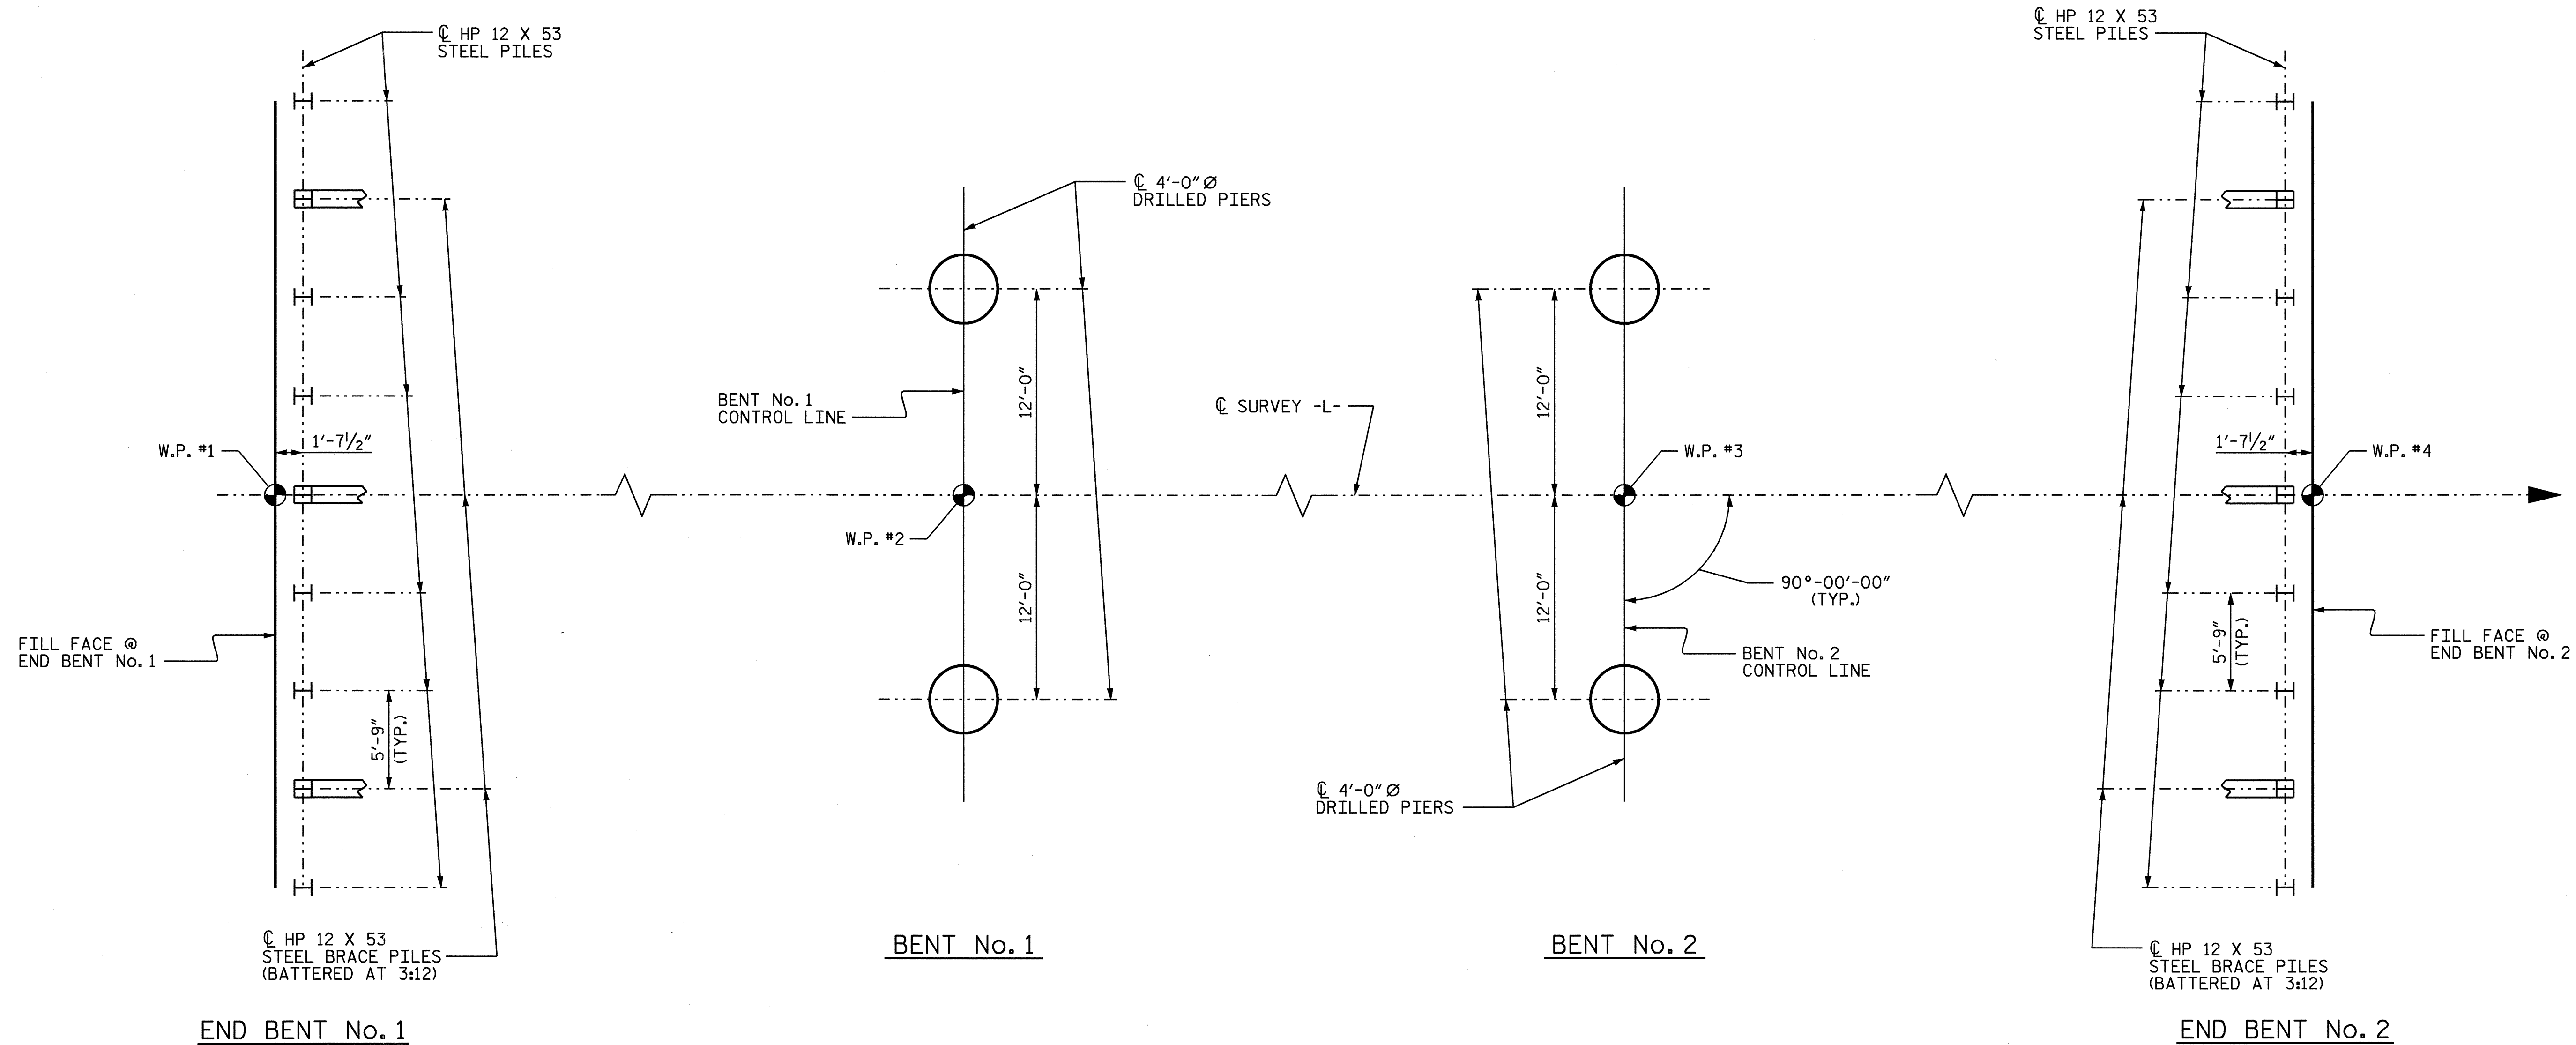 ℄ HP 12 X 53
STEEL PILES
W.P. #1
1'-7 1/2"
FILL FACE @
END BENT No. 1
5'-9"
(TYP.)
℄ HP 12 X 53
STEEL BRACE PILES
(BATTERED AT 3:12)
END BENT No. 1
℄ 4'-0" Ø
DRILLED PIERS
BENT No. 1
CONTROL LINE
12'-0"
W.P. #2
12'-0"
BENT No. 1
℄ SURVEY -L-
12'-0"
W.P. #3
12'-0"
90°-00'-00"
(TYP.)
BENT No. 2
CONTROL LINE
℄ 4'-0" Ø
DRILLED PIERS
BENT No. 2
℄ HP 12 X 53
STEEL PILES
1'-7 1/2"
W.P. #4
5'-9"
(TYP.)
FILL FACE @
END BENT No. 2
℄ HP 12 X 53
STEEL BRACE PILES
(BATTERED AT 3:12)
END BENT No. 2